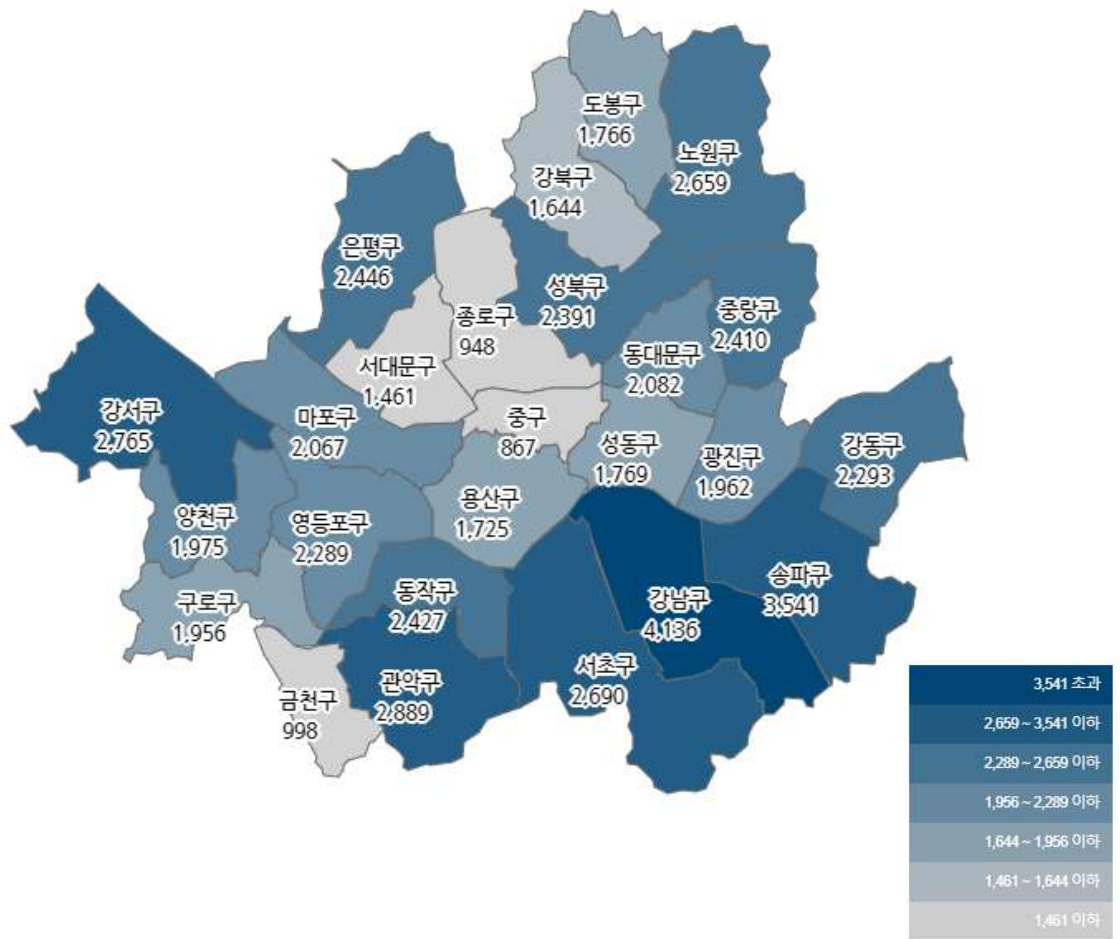 도봉구
1,766
노원구
2,659
강북구
1,644
은평구
2,446
성북구
2,391
중랑구
2,410
종로구
948
동대문구
2,082
서대문구
1,461
강서구
2,765
마포구
2,067
중구
867
성동구
1,769
광진구
1,962
강동구
2,293
양천구
1,975
영등포구
2,289
용산구
1,725
구로구
1,956
동작구
2,427
강남구
4,136
송파구
3,541
금천구
998
관악구
2,889
서초구
2,690
3,541 초과
2,659 ~ 3,541 이하
2,289 ~ 2,659 이하
1,956 ~ 2,289 이하
1,644 ~ 1,956 이하
1,461 ~ 1,644 이하
1,461 이하